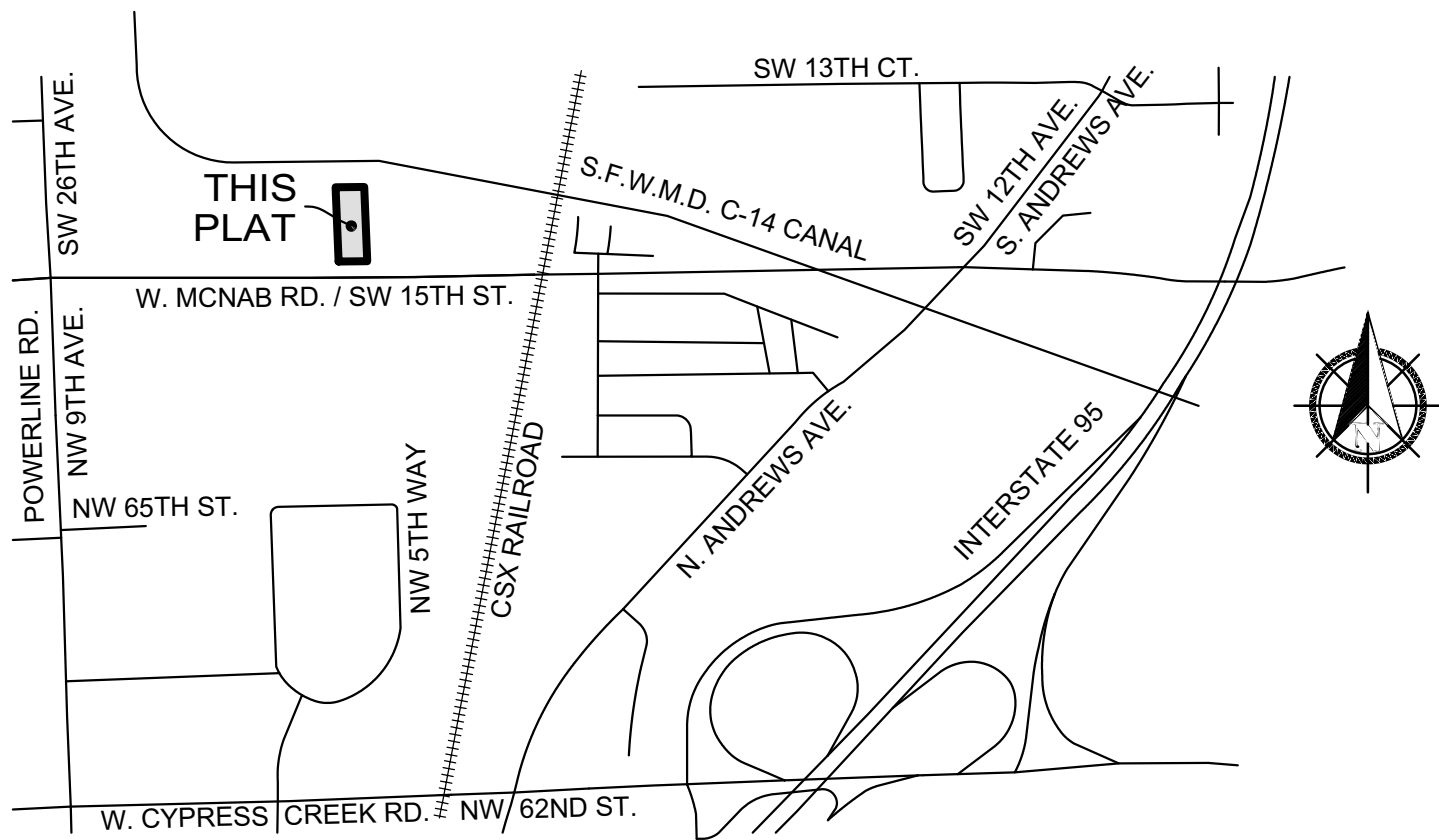 SW 13TH CT.
SW 26TH AVE.
THIS
PLAT
S.F.W.M.D. C-14 CANAL
SW 12TH AVE.
S. ANDREWS AVE.
W. MCNAB RD. / SW 15TH ST.
POWERLINE RD.
NW 9TH AVE.
NW 65TH ST.
NW 5TH WAY
CSX RAILROAD
N. ANDREWS AVE.
INTERSTATE 95
N
W. CYPRESS CREEK RD. NW 62ND ST.